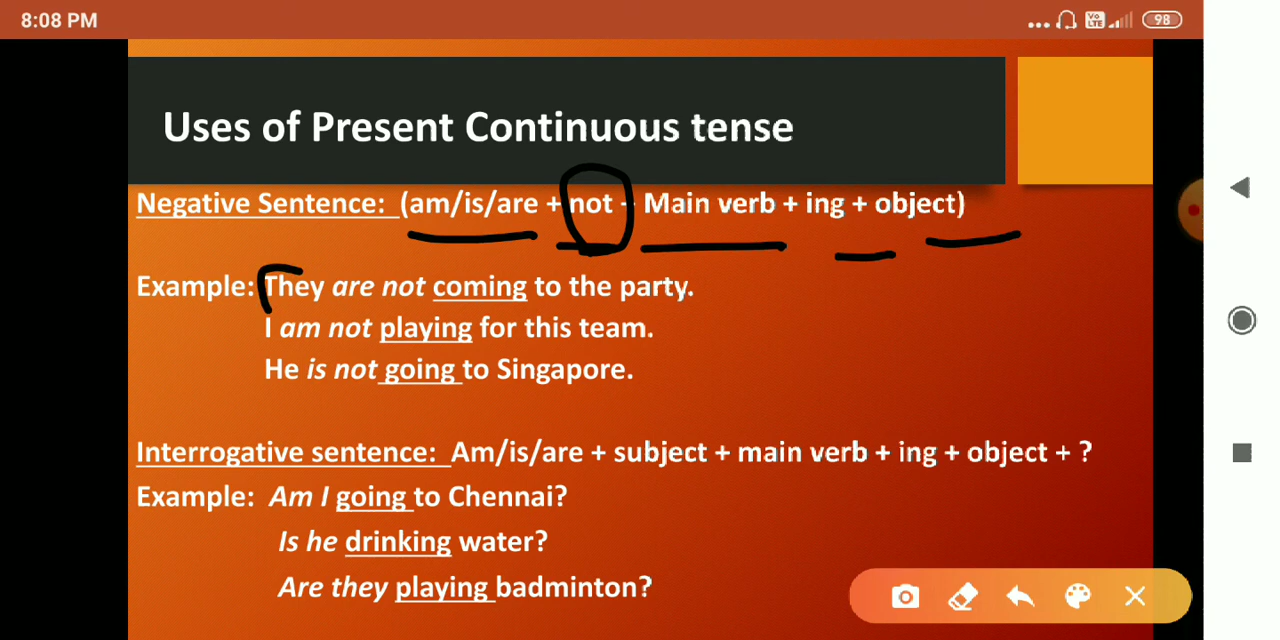 8:08 PM
Vo LTE 98
Uses of Present Continuous tense
Negative Sentence: (am/is/are + not + Main verb + ing + object)
Example: They are not coming to the party.
I am not playing for this team.
He is not going to Singapore.
Interrogative sentence: Am/is/are + subject + main verb + ing + object + ?
Example: Am I going to Chennai?
Is he drinking water?
Are they playing badminton?